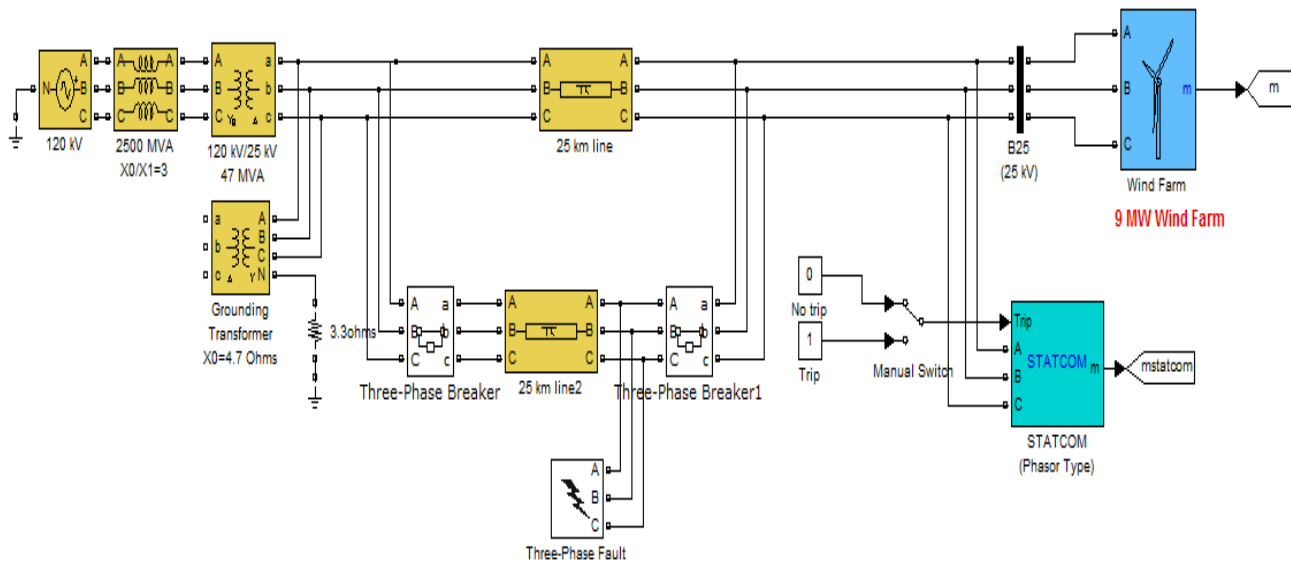 N A B C
120 kV
A B C A B C
2500 MVA
X0/X1=3
A B C a b c
Yg Δ
120 kV/25 kV
47 MVA
A B C A B C
25 km line
B25
(25 kV)
A B C m
Wind Farm
9 MW Wind Farm
m
a b c A B C N
Δ Y
Grounding
Transformer
X0=4.7 Ohms
3.3ohms
A B C a b c
Three-Phase Breaker
A B C A B C
25 km line2
A B C a b c
Three-Phase Breaker1
A B C
Three-Phase Fault
0
No trip
1
Trip
Manual Switch
Trip
A B C
STATCOM
m
STATCOM
(Phasor Type)
mstatcom